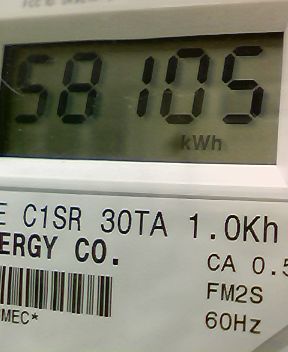 58105
kWh
E C1SR 30TA 1.0Kh
ERGY CO.
CA 0.5
FM2S
MEC*
60Hz